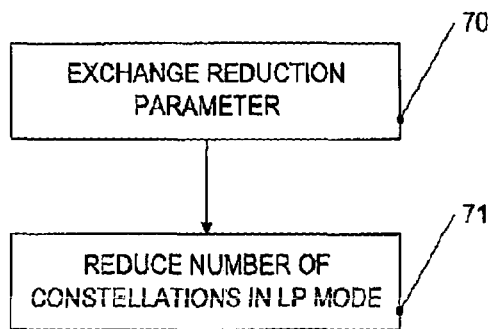 70
EXCHANGE REDUCTION
PARAMETER
71
REDUCE NUMBER OF
CONSTELLATIONS IN LP MODE